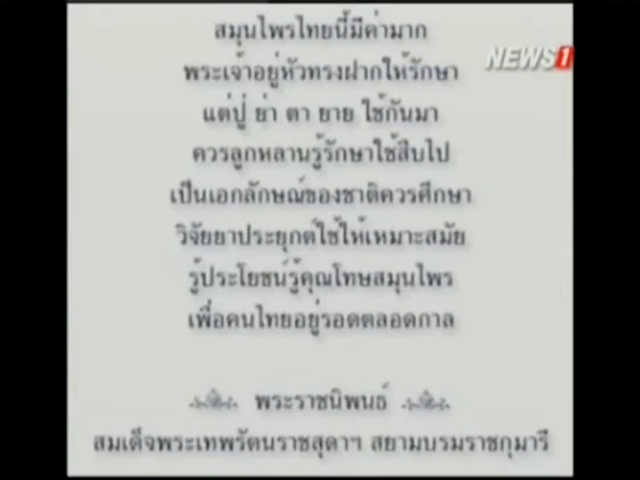 สมุนไพรไทยนี้มีค่ามาก
NEWS1
พระเจ้าอยู่หัวทรงฝากให้รักษา
แต่ปู่ ย่า ตา ยาย ใช้กันมา
ควรลูกหลานรู้รักษาใช้สืบไป
เป็นเอกลักษณ์ของชาติควรศึกษา
วิจัยยาประยุกต์ใช้ให้เหมาะสมัย
รู้ประโยชน์รู้คุณโทษสมุนไพร
เพื่อคนไทยอยู่รอดตลอดกาล
พระราชนิพนธ์
สมเด็จพระเทพรัตนราชสุดาฯ สยามบรมราชกุมารี